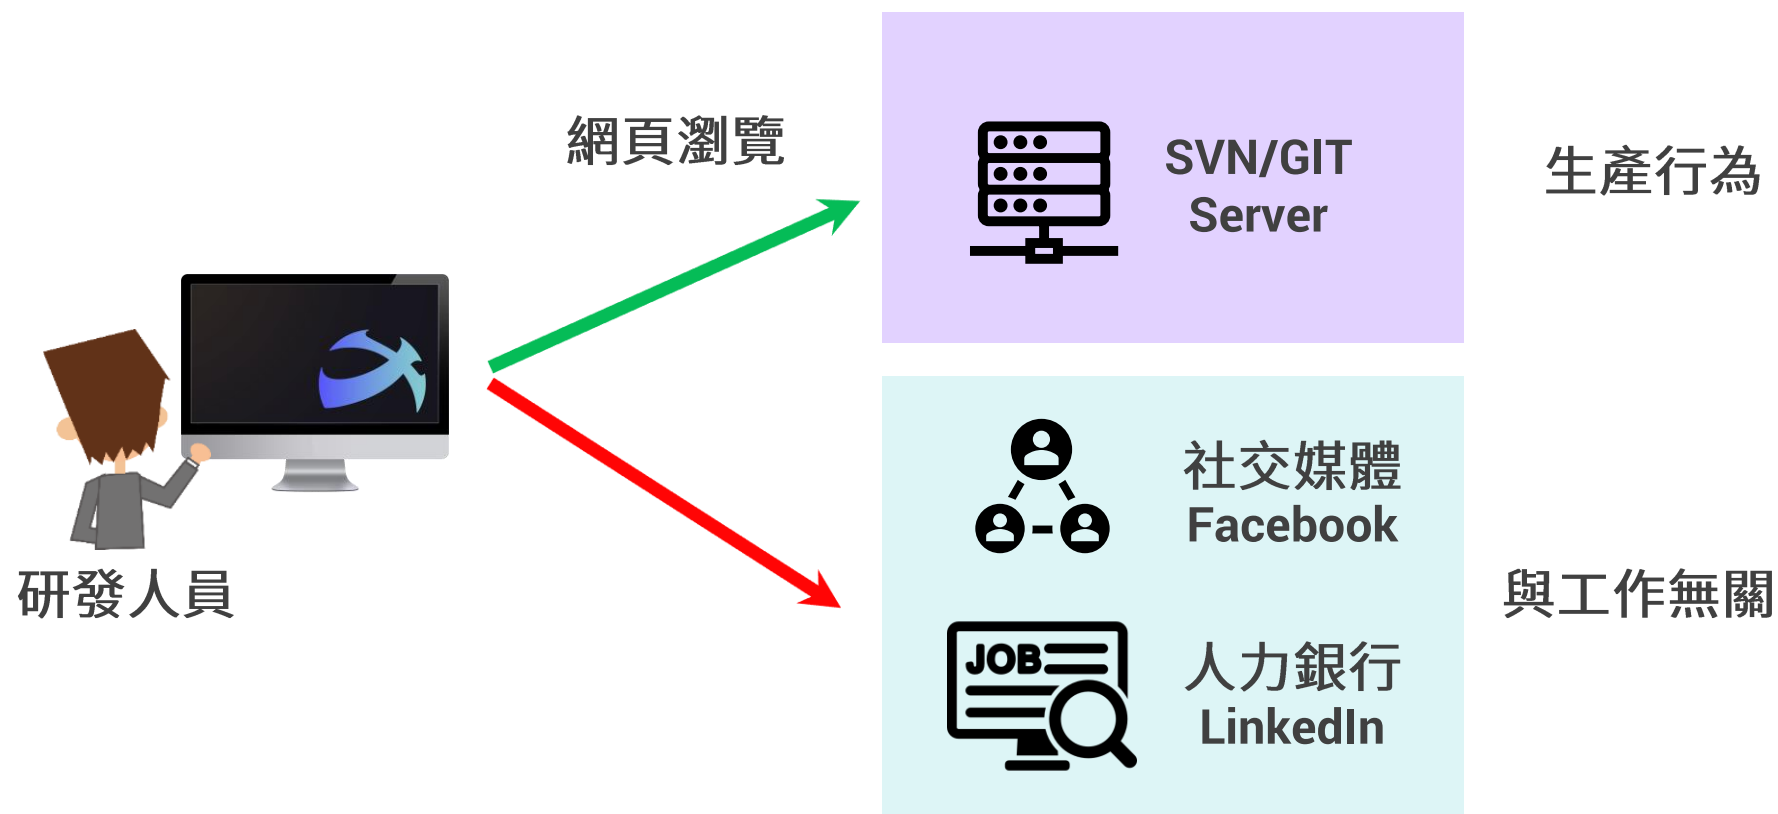 網頁瀏覽
SVN/GIT
Server
生產行為
研發人員
社交媒體
Facebook
JOB
人力銀行
LinkedIn
與工作無關